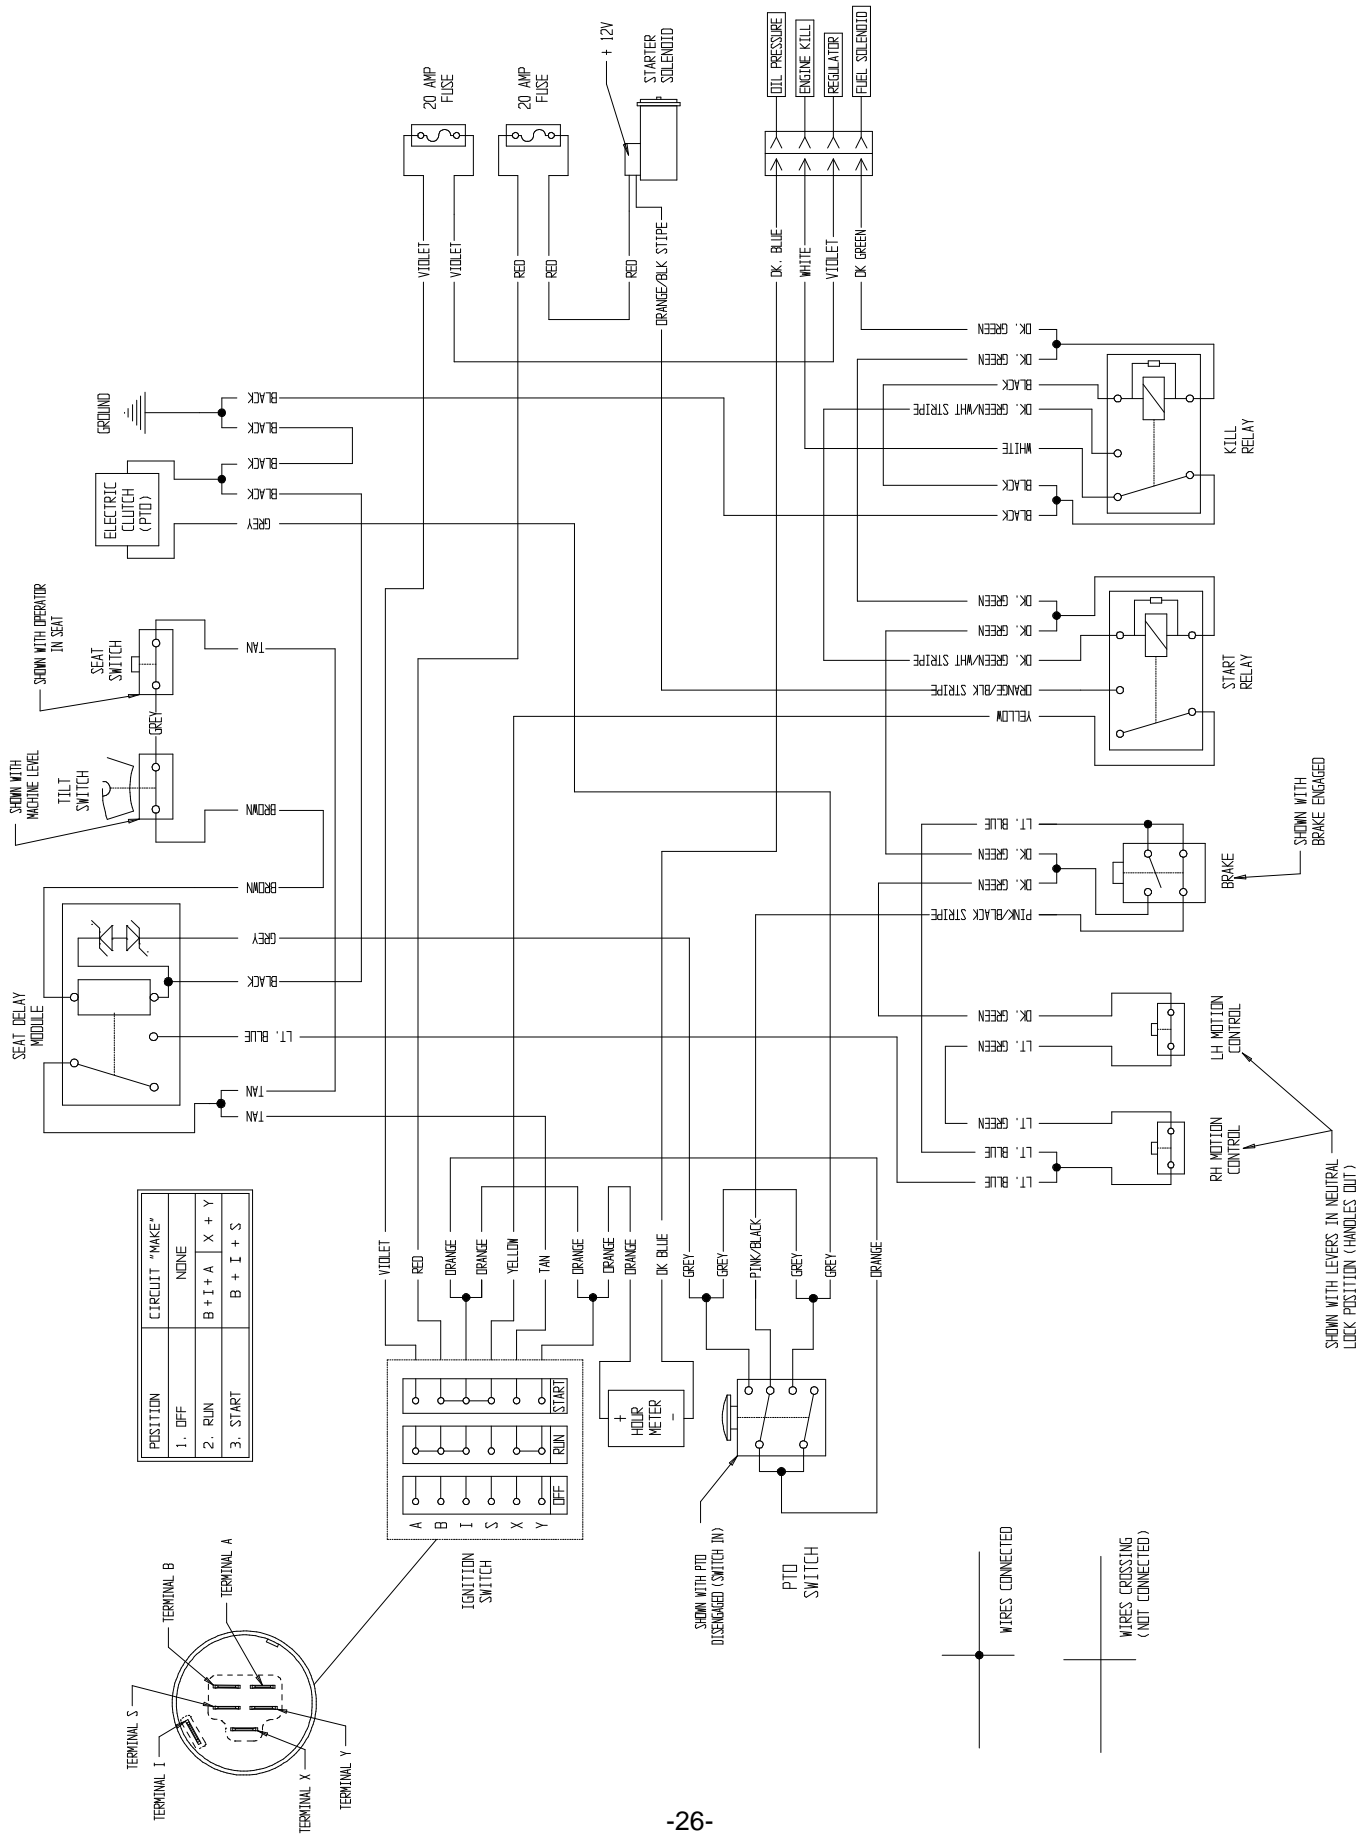 20 AMP
FUSE
20 AMP
FUSE
+ 12V
STARTER
SOLENOID
OIL PRESSURE
ENGINE KILL
REGULATOR
FUEL SOLENOID
VIOLET
VIOLET
RED
RED
RED
ORANGE/BLK STIPE
DK. BLUE
WHITE
VIOLET
DK GREEN
GROUND
BLACK
BLACK
BLACK
BLACK
GREY
ELECTRIC
CLUTCH
(PTO)
DK. GREEN
DK. GREEN
BLACK
DK. GREEN/WHT STRIPE
WHITE
BLACK
BLACK
KILL
RELAY
SHOWN WITH OPERATOR
IN SEAT
SEAT
SWITCH
TAN
GREY
SHOWN WITH
MACHINE LEVEL
TILT
SWITCH
BROWN
BROWN
DK. GREEN
DK. GREEN
DK. GREEN/WHT STRIPE
ORANGE/BLK STRIPE
YELLOW
START
RELAY
GREY
BLACK
LT. BLUE
TAN
TAN
SEAT DELAY
MODULE
LT. BLUE
DK. GREEN
DK. GREEN
PINK/BLACK STRIPE
BRAKE
SHOWN WITH
BRAKE ENGAGED
DK. GREEN
LT. GREEN
LH MOTION
CONTROL
LT. GREEN
LT. BLUE
LT. BLUE
RH MOTION
CONTROL
SHOWN WITH LEVERS IN NEUTRAL
LOCK POSITION (HANDLES OUT)
POSITION
CIRCUIT "MAKE"
1. OFF
NONE
2. RUN
B+I+A
X + Y
3. START
B + I + S
VIOLET
RED
ORANGE
ORANGE
YELLOW
TAN
ORANGE
ORANGE
ORANGE
DK BLUE
GREY
GREY
PINK/BLACK
GREY
GREY
ORANGE
START
RUN
OFF
A
B
I
S
X
Y
IGNITION
SWITCH
+
HOUR
METER
-
SHOWN WITH PTO
DISENGAGED (SWITCH IN)
PTO
SWITCH
TERMINAL B
TERMINAL A
TERMINAL S
TERMINAL I
TERMINAL X
TERMINAL Y
WIRES CONNECTED
WIRES CROSSING
(NOT CONNECTED)
-26-